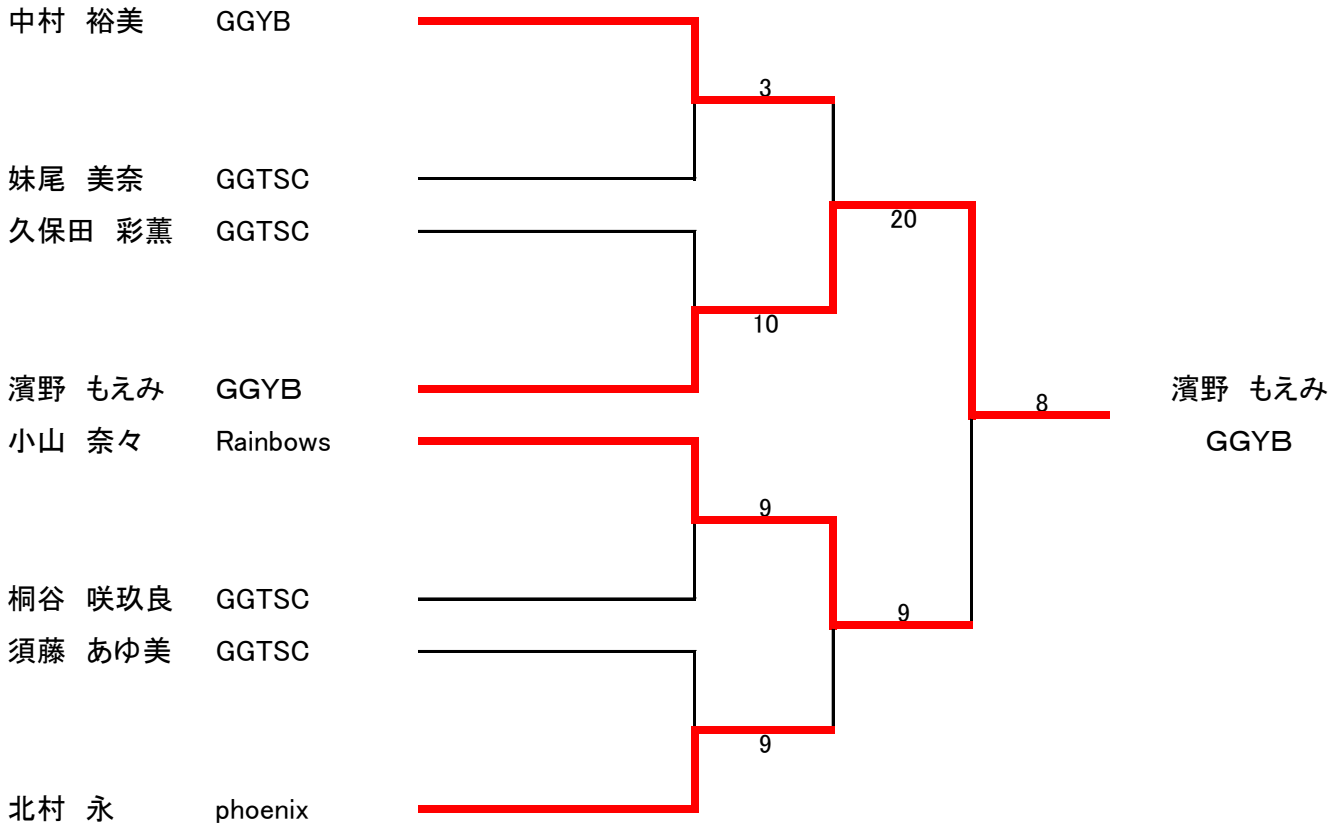 中村　裕美　GGYB
3
妹尾　美奈　GGTSC
久保田　彩薫　GGTSC
20
10
濱野　もえみ　GGYB
8
濱野　もえみ
小山　奈々　Rainbows
GGYB
9
桐谷　咲玖良　GGTSC
9
須藤　あゆ美　GGTSC
9
北村　永　phoenix